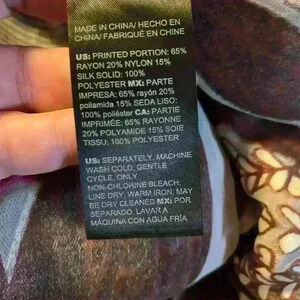 MADE IN CHINA/ HECHO EN
CHINA/ FABRIQUÉ EN CHINE
US: PRINTED PORTION: 65%
RAYON 20% NYLON 15%
SILK SOLID: 100%
POLYESTER MX: PARTE
IMPRESA: 65% rayón 20%
poliamida 15% SEDA LISO:
100% poliéster CA: PARTIE
IMPRIMÉE: 65% RAYONNE
20% POLYAMIDE 15% SOIE
TISSU: 100% POLYESTER
US: SEPARATELY, MACHINE
WASH COLD, GENTLE
CYCLE, ONLY
NON-CHLORINE BLEACH,
LINE DRY, WARM IRON, MAY
BE DRY CLEANED MX: POR
SEPARADO, LAVAR A
MÁQUINA CON AGUA FRÍA